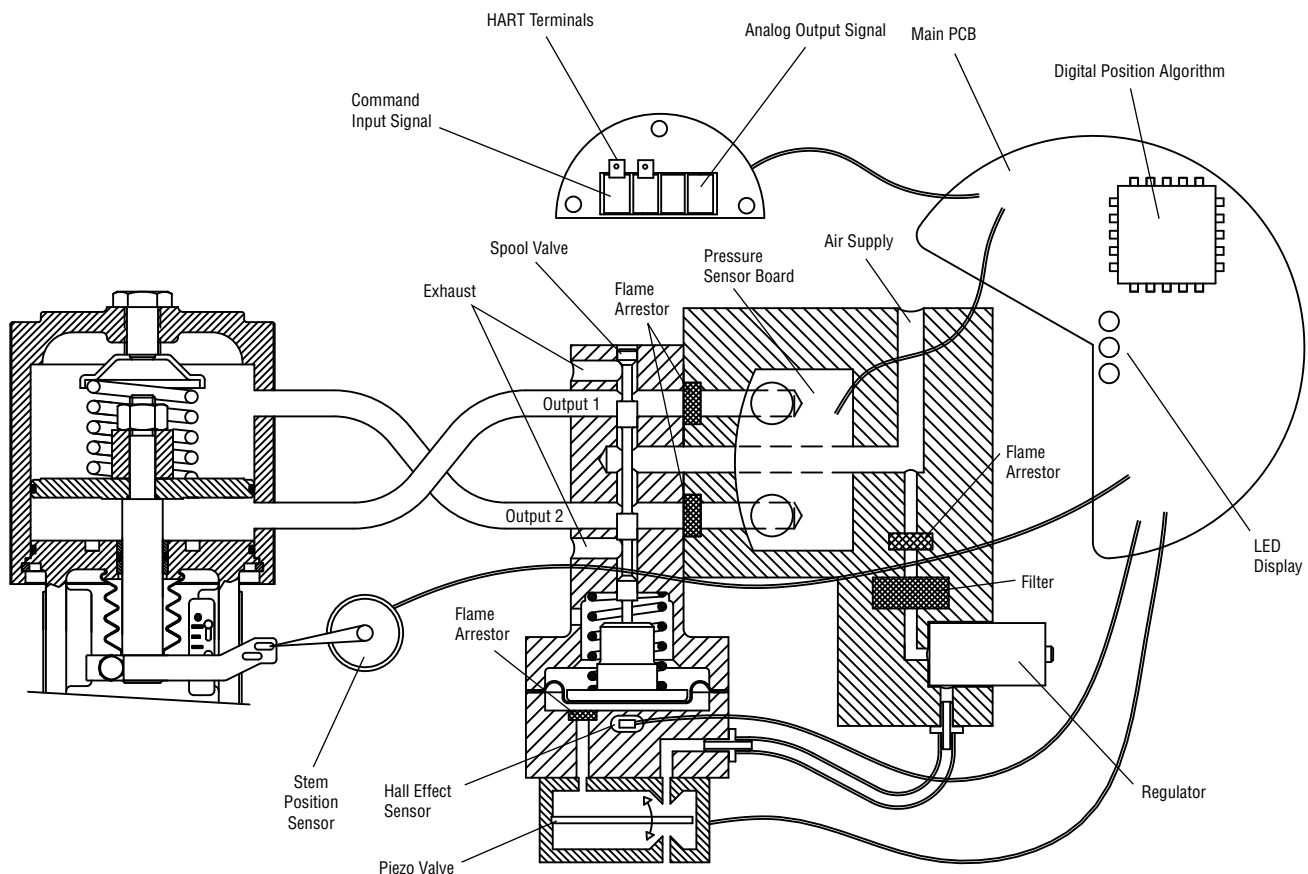 HART Terminals
Analog Output Signal
Main PCB
Digital Position Algorithm
Command
Input Signal
Spool Valve
Pressure
Sensor Board
Air Supply
Exhaust
Flame
Arrestor
Output 1
Flame
Arrestor
Output 2
LED
Display
Filter
Flame
Arrestor
Stem
Position
Sensor
Hall Effect
Sensor
Regulator
Piezo Valve